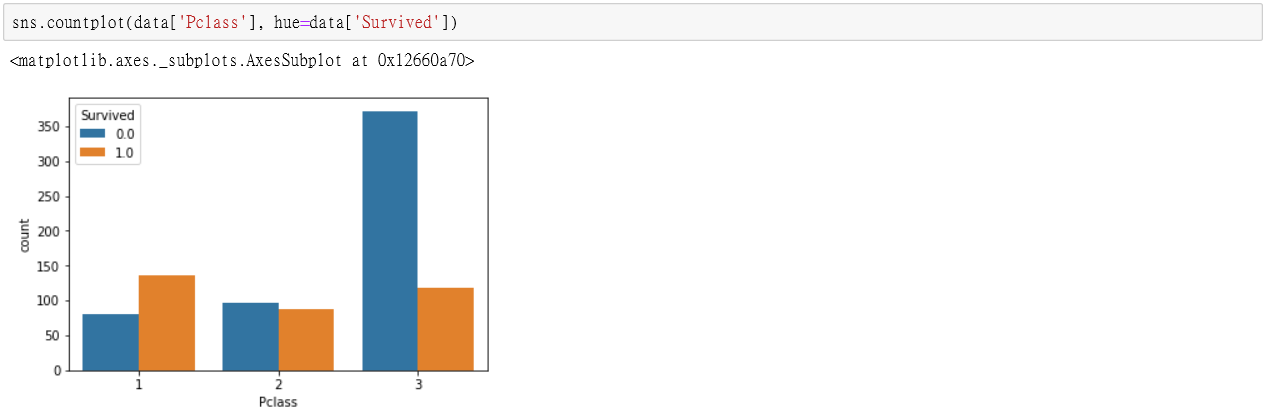 sns.countplot(data['Pclass'], hue=data['Survived'])
<matplotlib.axes._subplots.AxesSubplot at 0x12660a70>
Survived
0.0
1.0
350
300
250
200
150
100
50
0
count
1 2 3
Pclass